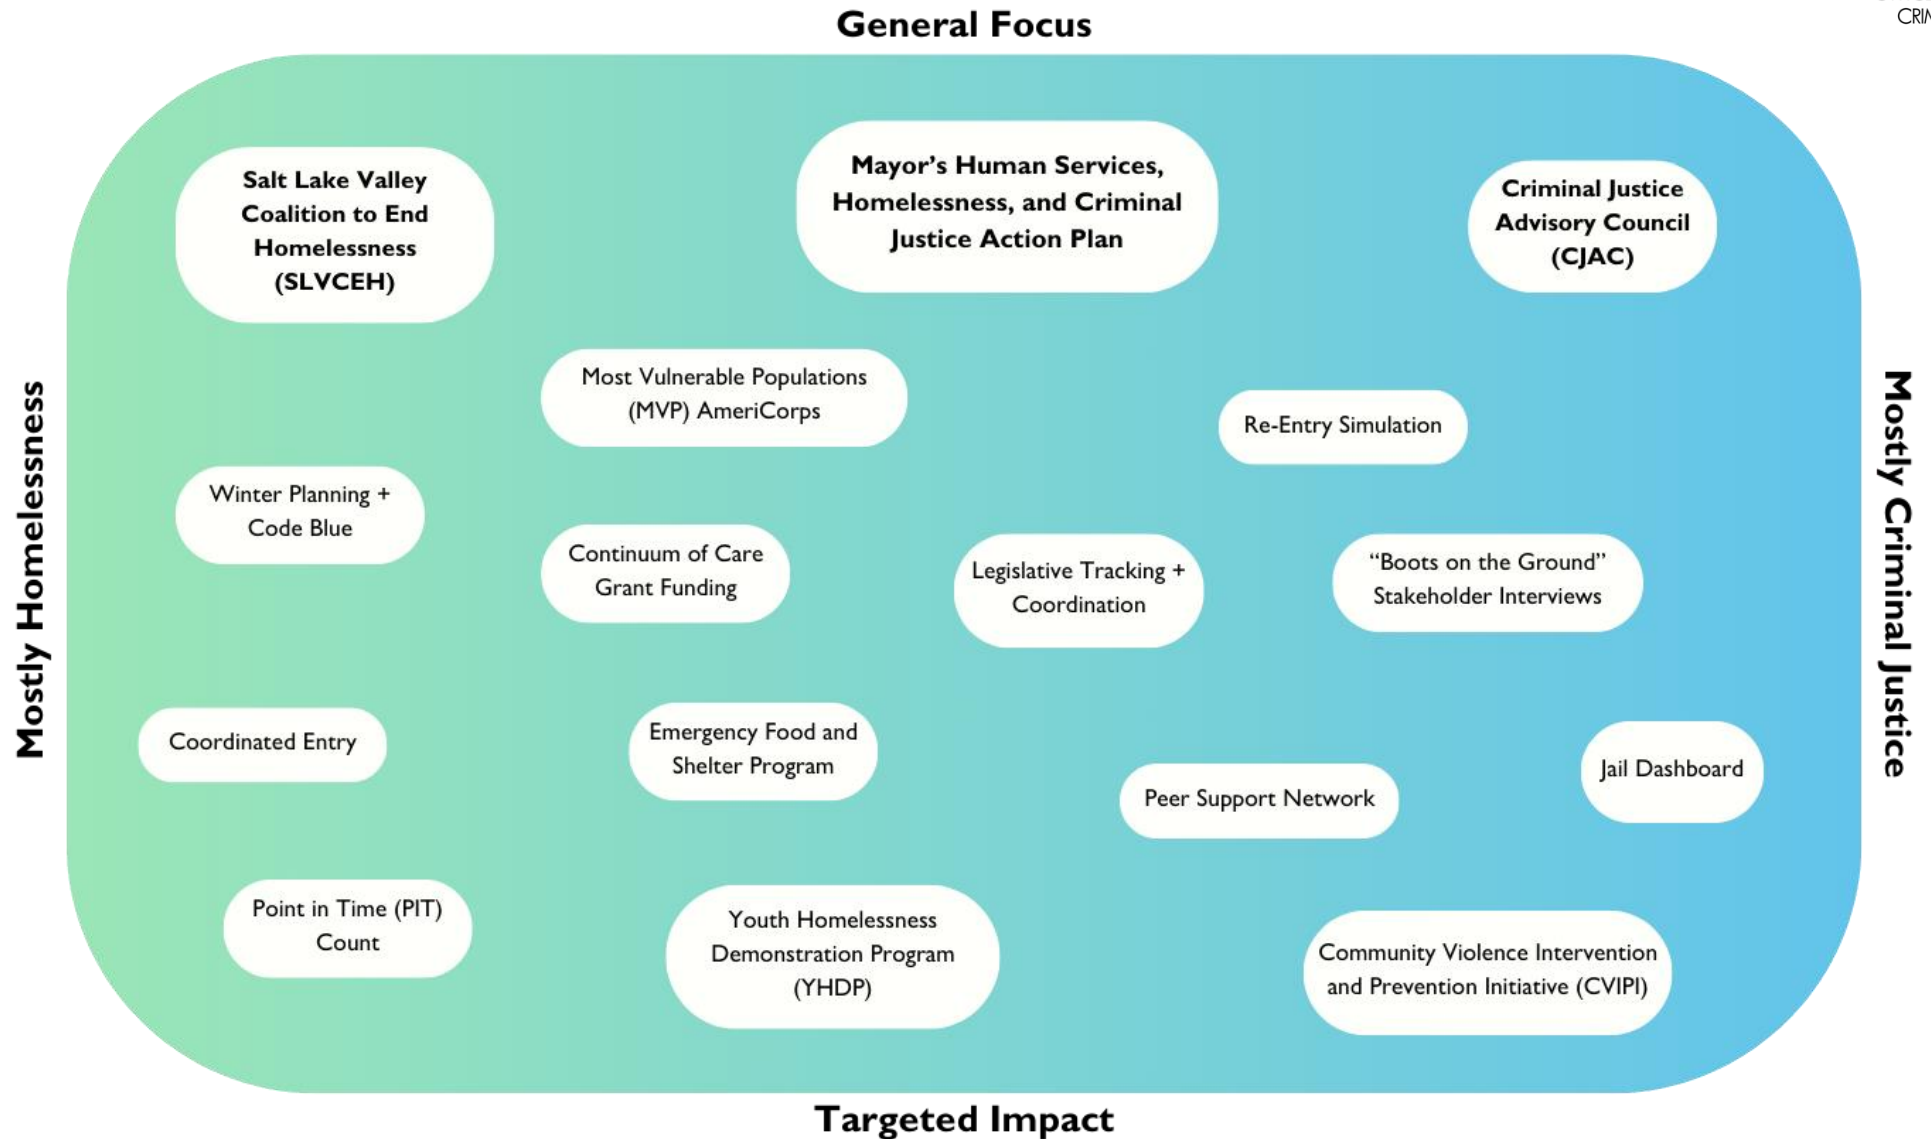 General Focus
Salt Lake Valley
Coalition to End
Homelessness
(SLVCEH)
Mayor’s Human Services,
Homelessness, and Criminal
Justice Action Plan
Criminal Justice
Advisory Council
(CJAC)
Most Vulnerable Populations
(MVP) AmeriCorps
Re-Entry Simulation
Mostly Homelessness
Mostly Criminal Justice
Winter Planning +
Code Blue
Continuum of Care
Grant Funding
Legislative Tracking +
Coordination
“Boots on the Ground”
Stakeholder Interviews
Coordinated Entry
Emergency Food and
Shelter Program
Peer Support Network
Jail Dashboard
Point in Time (PIT)
Count
Youth Homelessness
Demonstration Program
(YHDP)
Community Violence Intervention
and Prevention Initiative (CVIPI)
Targeted Impact